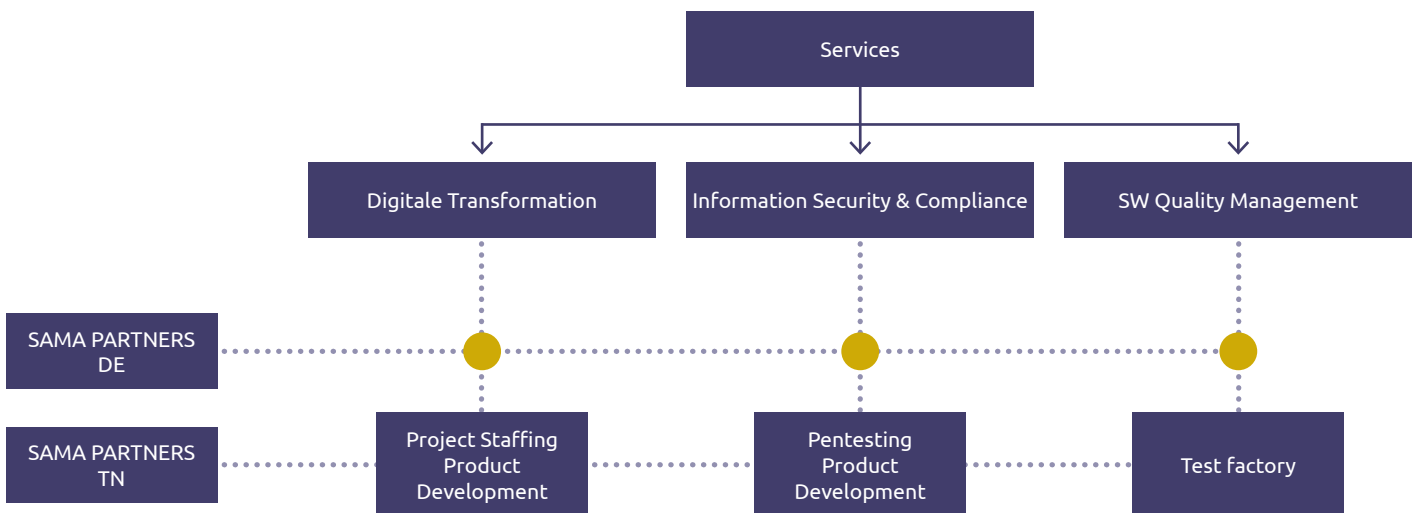 Services
Digitale Transformation
Information Security & Compliance
SW Quality Management
SAMA PARTNERS
DE
SAMA PARTNERS
TN
Project Staffing
Product
Development
Pentesting
Product
Development
Test factory